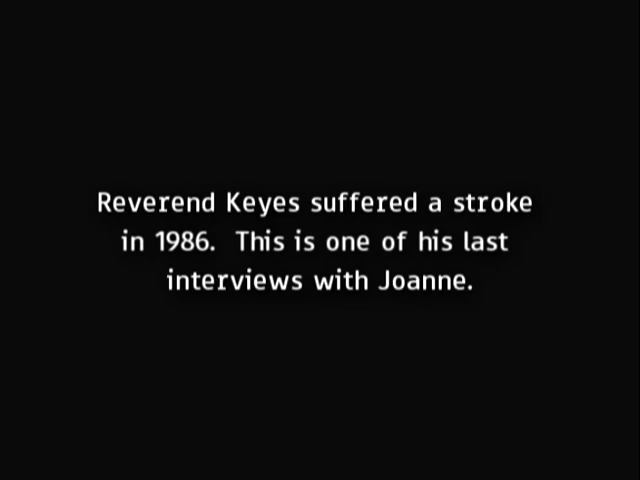 Reverend Keyes suffered a stroke
in 1986.  This is one of his last
interviews with Joanne.